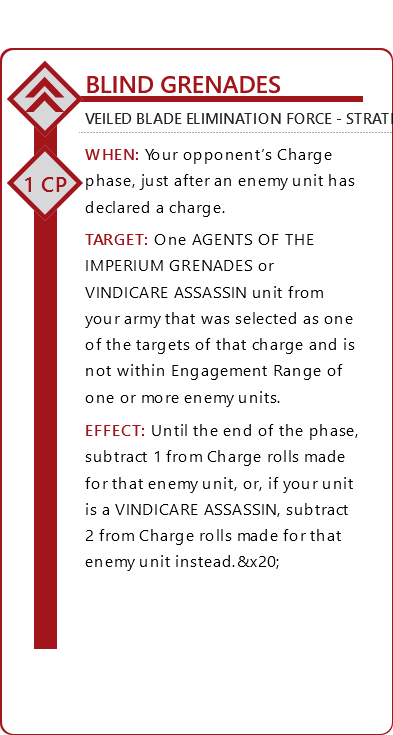 BLIND GRENADES
VEILED BLADE ELIMINATION FORCE - STRATE
1 CP
WHEN: Your opponent's Charge
phase, just after an enemy unit has
declared a charge.
TARGET: One AGENTS OF THE
IMPERIUM GRENADES or
VINDICARE ASSASSIN unit from
your army that was selected as one
of the targets of that charge and is
not within Engagement Range of
one or more enemy units.
EFFECT: Until the end of the phase,
subtract 1 from Charge rolls made
for that enemy unit, or, if your unit
is a VINDICARE ASSASSIN, subtract
2 from Charge rolls made for that
enemy unit instead.&x20;